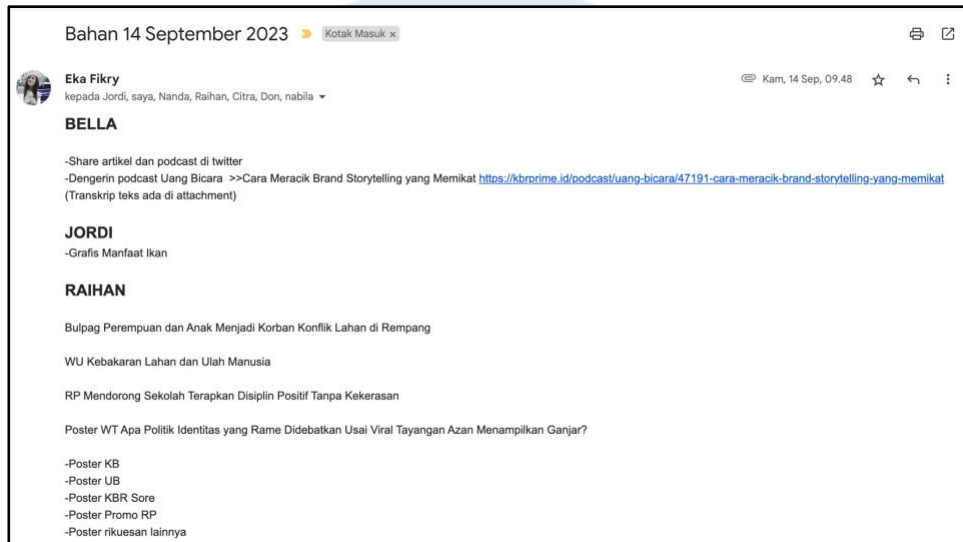 Bahan 14 September 2023 Kotak Masuk ×
Eka Fikry Kam, 14 Sep, 09.48
kepada Jordi, saya, Nanda, Raihan, Citra, Don, nabila
BELLA
-Share artikel dan podcast di twitter
-Dengerin podcast Uang Bicara >>Cara Meracik Brand Storytelling yang Memikat https://kbrprime.id/podcast/uang-bicara/47191-cara-meracik-brand-storytelling-yang-memikat
(Transkrip teks ada di attachment)
JORDI
-Grafis Manfaat Ikan
RAIHAN
Bulpag Perempuan dan Anak Menjadi Korban Konflik Lahan di Rempang
WU Kebakaran Lahan dan Ulah Manusia
RP Mendorong Sekolah Terapkan Disiplin Positif Tanpa Kekerasan
Poster WT Apa Politik Identitas yang Rame Didebatkan Usai Viral Tayangan Azan Menampilkan Ganjar?
-Poster KB
-Poster UB
-Poster KBR Sore
-Poster Promo RP
-Poster rikuesan lainnya